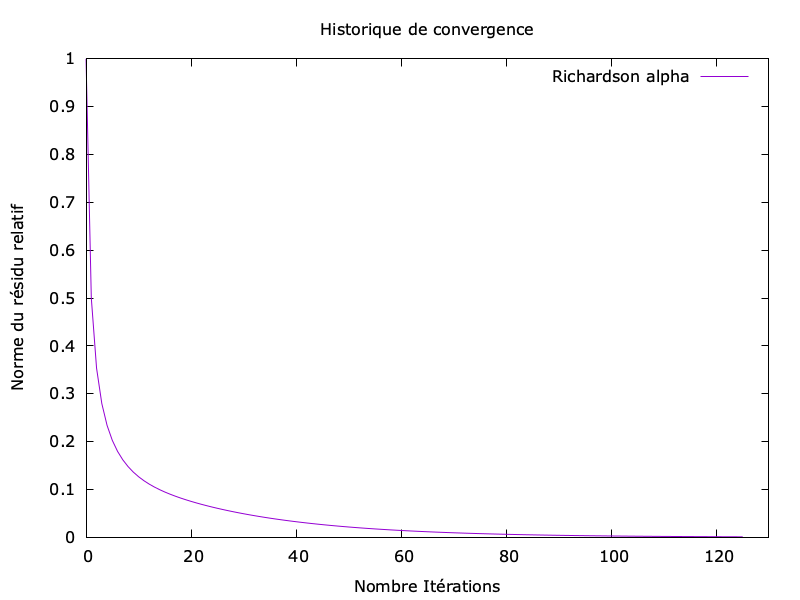 Historique de convergence
Richardson alpha
1
0.9
0.8
0.7
0.6
0.5
0.4
0.3
0.2
0.1
0
Norme du résidu relatif
0 20 40 60 80 100 120
Nombre Itérations